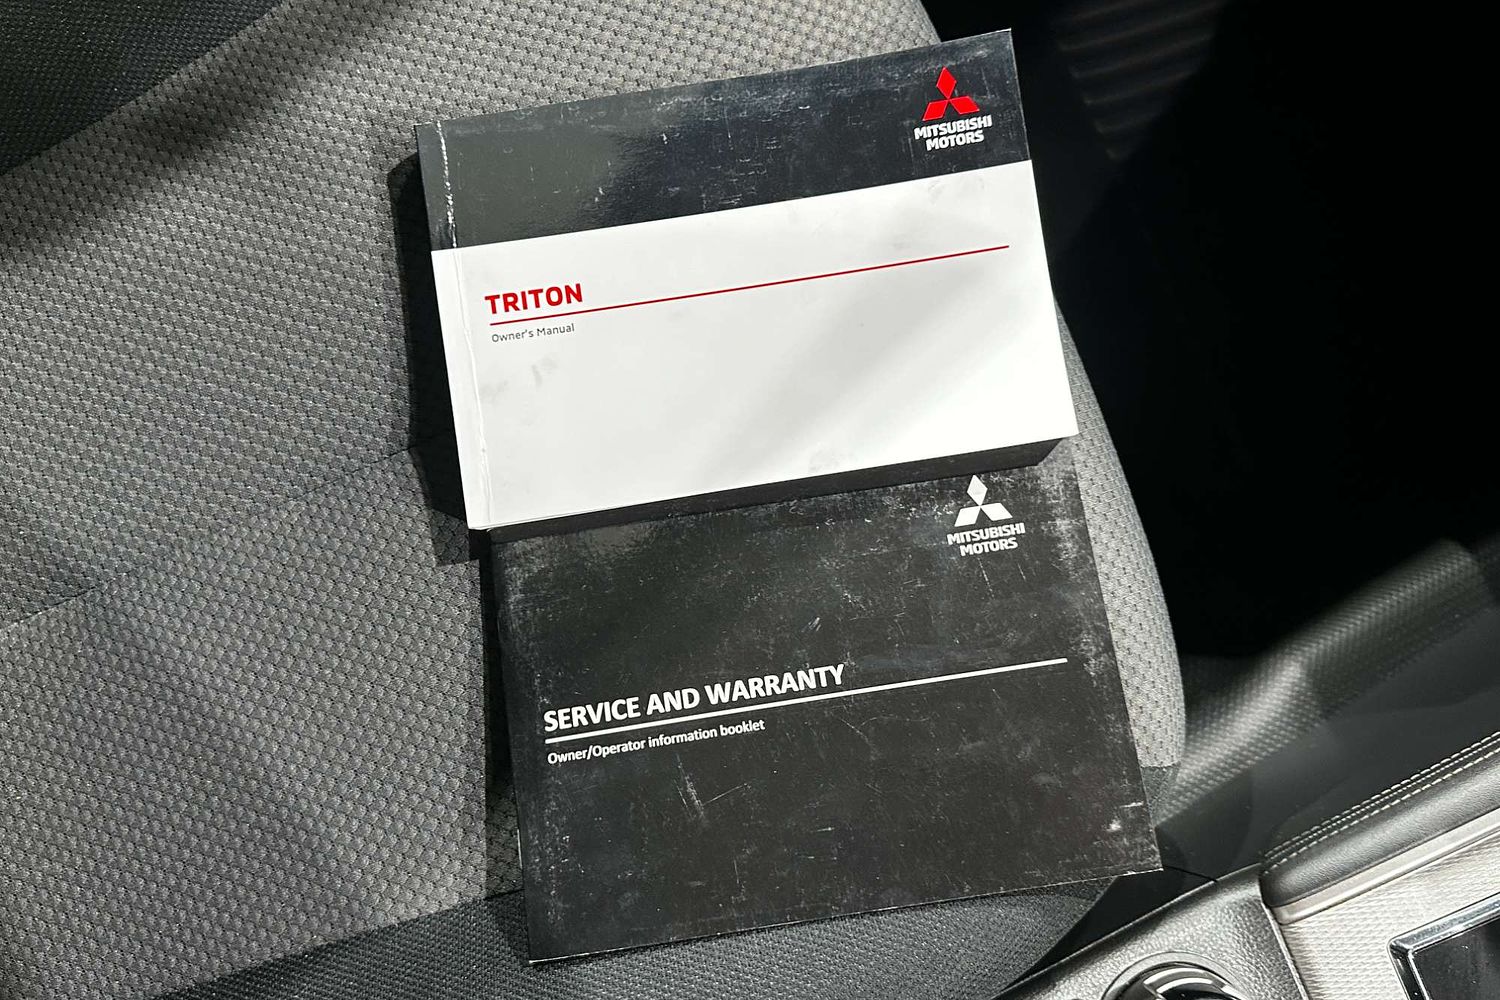 MITSUBISHI
MOTORS
TRITON
Owner's Manual
MITSUBISHI
MOTORS
SERVICE AND WARRANTY
Owner/Operator information booklet